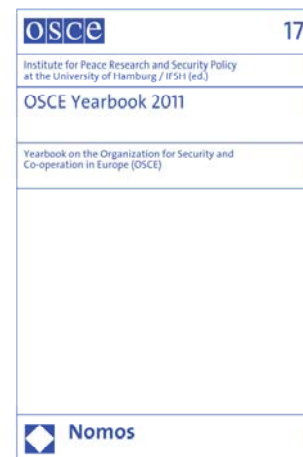 osce
17
Institute for Peace Research and Security Policy
at the University of Hamburg / IFSH (ed.)
OSCE Yearbook 2011
Yearbook on the Organization for Security and
Co-operation in Europe (OSCE)
Nomos